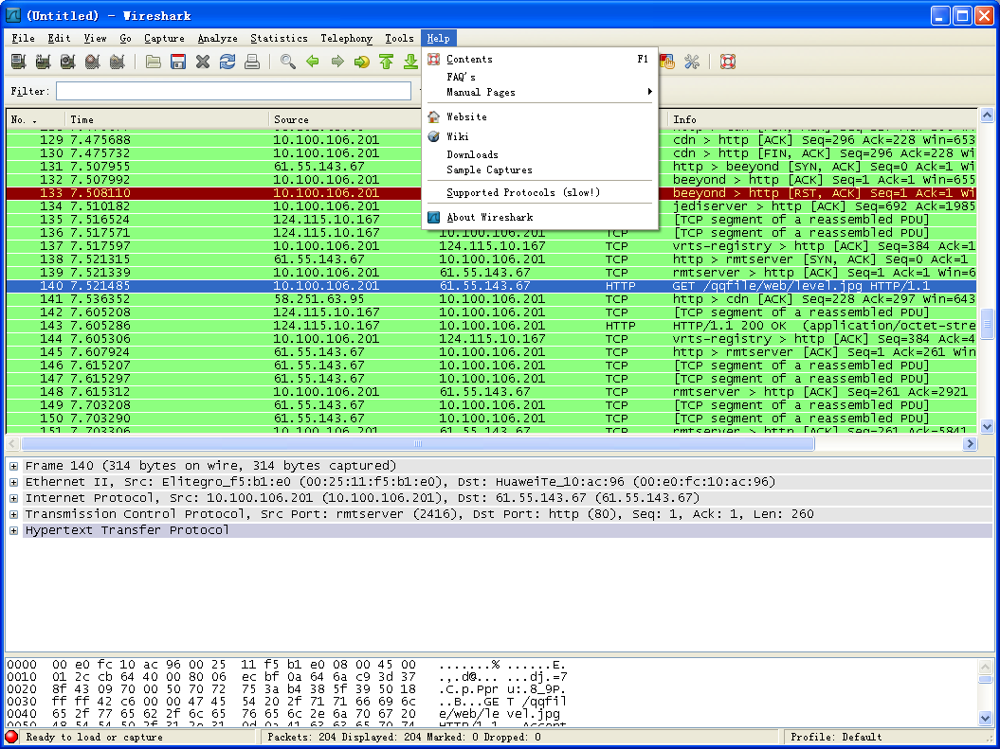 (Untitled) - Wireshark
File Edit View Go Capture Analyze Statistics Telephony Tools Help
Filter:
Contents F1
FAQ's
Manual Pages
Website
Wiki
Downloads
Sample Captures
Supported Protocols (slow!)
About Wireshark
No. . Time Source Info
129 7.475688 10.100.106.201 cdn > http [ACK] Seq=296 Ack=228 Win=653
130 7.475732 10.100.106.201 cdn > http [FIN, ACK] Seq=296 Ack=228 Wi
131 7.507955 61.55.143.67 http > beeyond [SYN, ACK] Seq=0 Ack=1 W
132 7.507992 10.100.106.201 beeyond > http [ACK] Seq=1 Ack=1 Win=655
133 7.508110 10.100.106.201 beeyond > http [RST, ACK] Seq=1 Ack=1 Wi
134 7.510182 10.100.106.201 jediserver > http [ACK] Seq=692 Ack=1985
135 7.516524 124.115.10.167 [TCP segment of a reassembled PDU]
136 7.517571 124.115.10.167 10.100.106.201 TCP [TCP segment of a reassembled PDU]
137 7.517597 10.100.106.201 124.115.10.167 TCP vrts-registry > http [ACK] Seq=384 Ack=1
138 7.521315 61.55.143.67 10.100.106.201 TCP http > rmtserver [SYN, ACK] Seq=0 Ack=1
139 7.521339 10.100.106.201 61.55.143.67 TCP rmtserver > http [ACK] Seq=1 Ack=1 Win=6
140 7.521485 10.100.106.201 61.55.143.67 HTTP GET /qqfile/web/level.jpg HTTP/1.1
141 7.536352 58.251.63.95 10.100.106.201 TCP http > cdn [ACK] Seq=228 Ack=297 Win=643
142 7.605208 124.115.10.167 10.100.106.201 TCP [TCP segment of a reassembled PDU]
143 7.605286 124.115.10.167 10.100.106.201 HTTP HTTP/1.1 200 OK (application/octet-stre
144 7.605306 10.100.106.201 124.115.10.167 TCP vrts-registry > http [ACK] Seq=384 Ack=4
145 7.607924 61.55.143.67 10.100.106.201 TCP http > rmtserver [ACK] Seq=1 Ack=261 Win
146 7.615207 61.55.143.67 10.100.106.201 TCP [TCP segment of a reassembled PDU]
147 7.615297 61.55.143.67 10.100.106.201 TCP [TCP segment of a reassembled PDU]
148 7.615312 10.100.106.201 61.55.143.67 TCP rmtserver > http [ACK] Seq=261 Ack=2921
149 7.703208 61.55.143.67 10.100.106.201 TCP [TCP segment of a reassembled PDU]
150 7.703290 61.55.143.67 10.100.106.201 TCP [TCP segment of a reassembled PDU]
151 7.703306 10.100.106.201 61.55.143.67 TCP rmtserver > http [ACK] Seq=261 Ack=5841
Frame 140 (314 bytes on wire, 314 bytes captured)
Ethernet II, Src: Elitegro_f5:b1:e0 (00:25:11:f5:b1:e0), Dst: HuaweiTe_10:ac:96 (00:e0:fc:10:ac:96)
Internet Protocol, Src: 10.100.106.201 (10.100.106.201), Dst: 61.55.143.67 (61.55.143.67)
Transmission Control Protocol, Src Port: rmtserver (2416), Dst Port: http (80), Seq: 1, Ack: 1, Len: 260
Hypertext Transfer Protocol
0000 00 e0 fc 10 ac 96 00 25 11 f5 b1 e0 08 00 45 00 .......% ......E.
0010 01 2c cb 64 40 00 80 06 ec bf 0a 64 6a c9 3d 37 .,.d@... ...dj.=7
0020 8f 43 09 70 00 50 70 72 75 3a b4 38 5f 39 50 18 .C.p.Ppr u:.8_9P.
0030 ff ff 42 c6 00 00 47 45 54 20 2f 71 71 66 69 6c ..B...GE T /qqfil
0040 65 2f 77 65 62 2f 6c 65 76 65 6c 2e 6a 70 67 20 e/web/le vel.jpg
0050 48 54 54 50 2f 31 2e 31 0d 0a 41 63 63 65 70 74 HTTP/1.1 ..Accept
Ready to load or capture Packets: 204 Displayed: 204 Marked: 0 Dropped: 0 Profile: Default